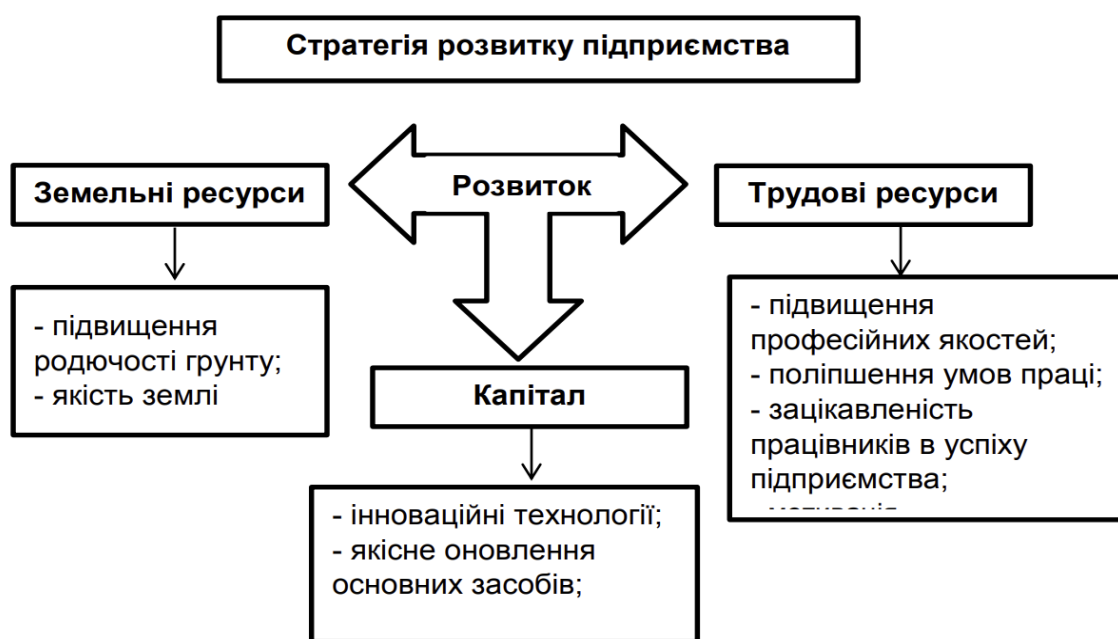 Стратегія розвитку підприємства
Розвиток
Земельні ресурси
- підвищення
родючості грунту;
- якість землі
Капітал
- інноваційні технології;
- якісне оновлення
основних засобів;
Трудові ресурси
- підвищення
професійних якостей;
- поліпшення умов праці;
- зацікавленість
працівників в успіху
підприємства;